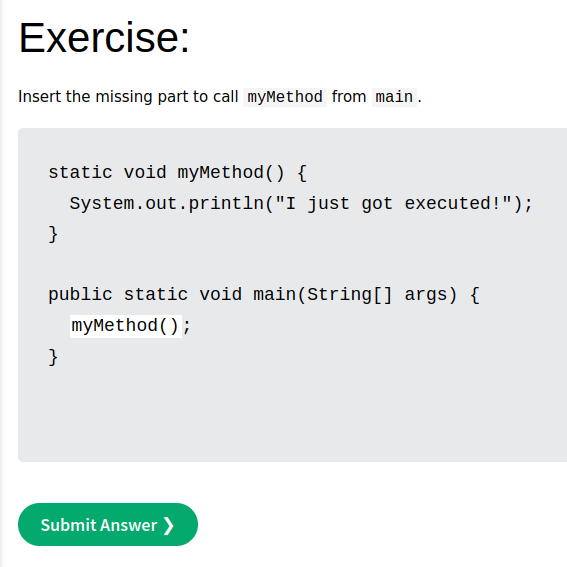 Exercise:
Insert the missing part to call myMethod from main.
static void myMethod() {
  System.out.println("I just got executed!");
}
public static void main(String[] args) {
  myMethod();
}
Submit Answer ❯